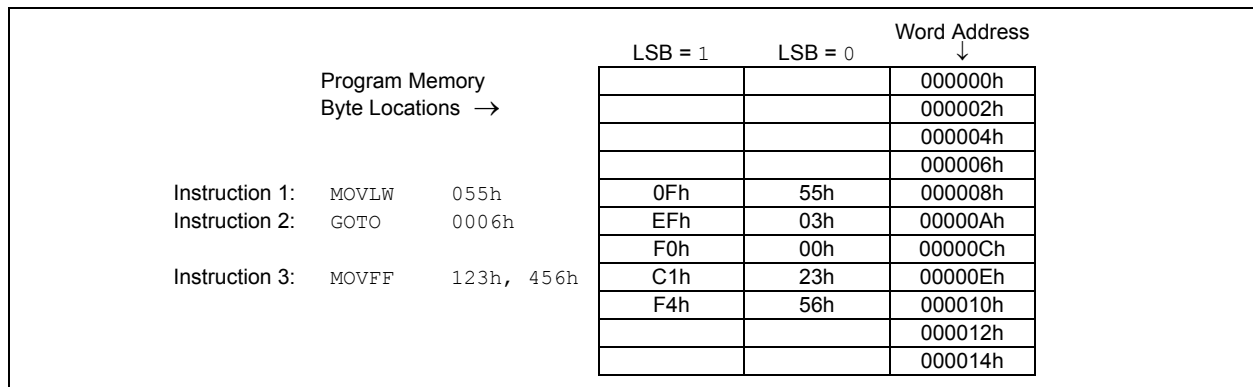 Word Address
LSB = 1 LSB = 0 ↓
Program Memory 000000h
Byte Locations → 000002h
000004h
000006h
Instruction 1: MOVLW 055h 0Fh 55h 000008h
Instruction 2: GOTO 0006h EFh 03h 00000Ah
F0h 00h 00000Ch
Instruction 3: MOVFF 123h, 456h C1h 23h 00000Eh
F4h 56h 000010h
000012h
000014h